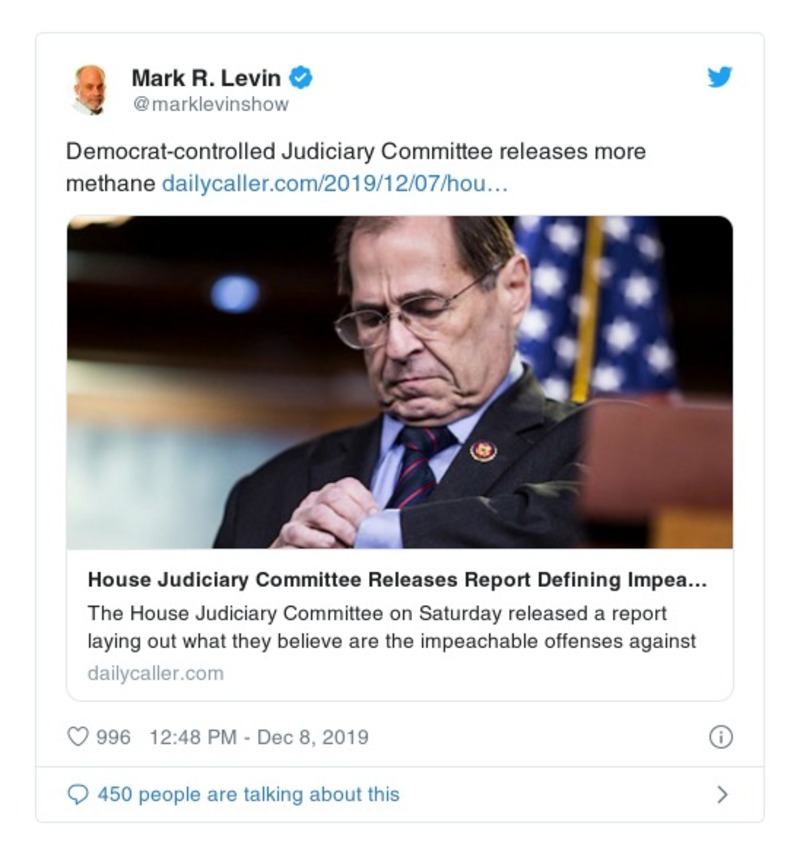 Mark R. Levin
@marklevinshow
Democrat-controlled Judiciary Committee releases more
methane dailycaller.com/2019/12/07/hou…
House Judiciary Committee Releases Report Defining Impea...
The House Judiciary Committee on Saturday released a report
laying out what they believe are the impeachable offenses against
dailycaller.com
996 12:48 PM - Dec 8, 2019
450 people are talking about this